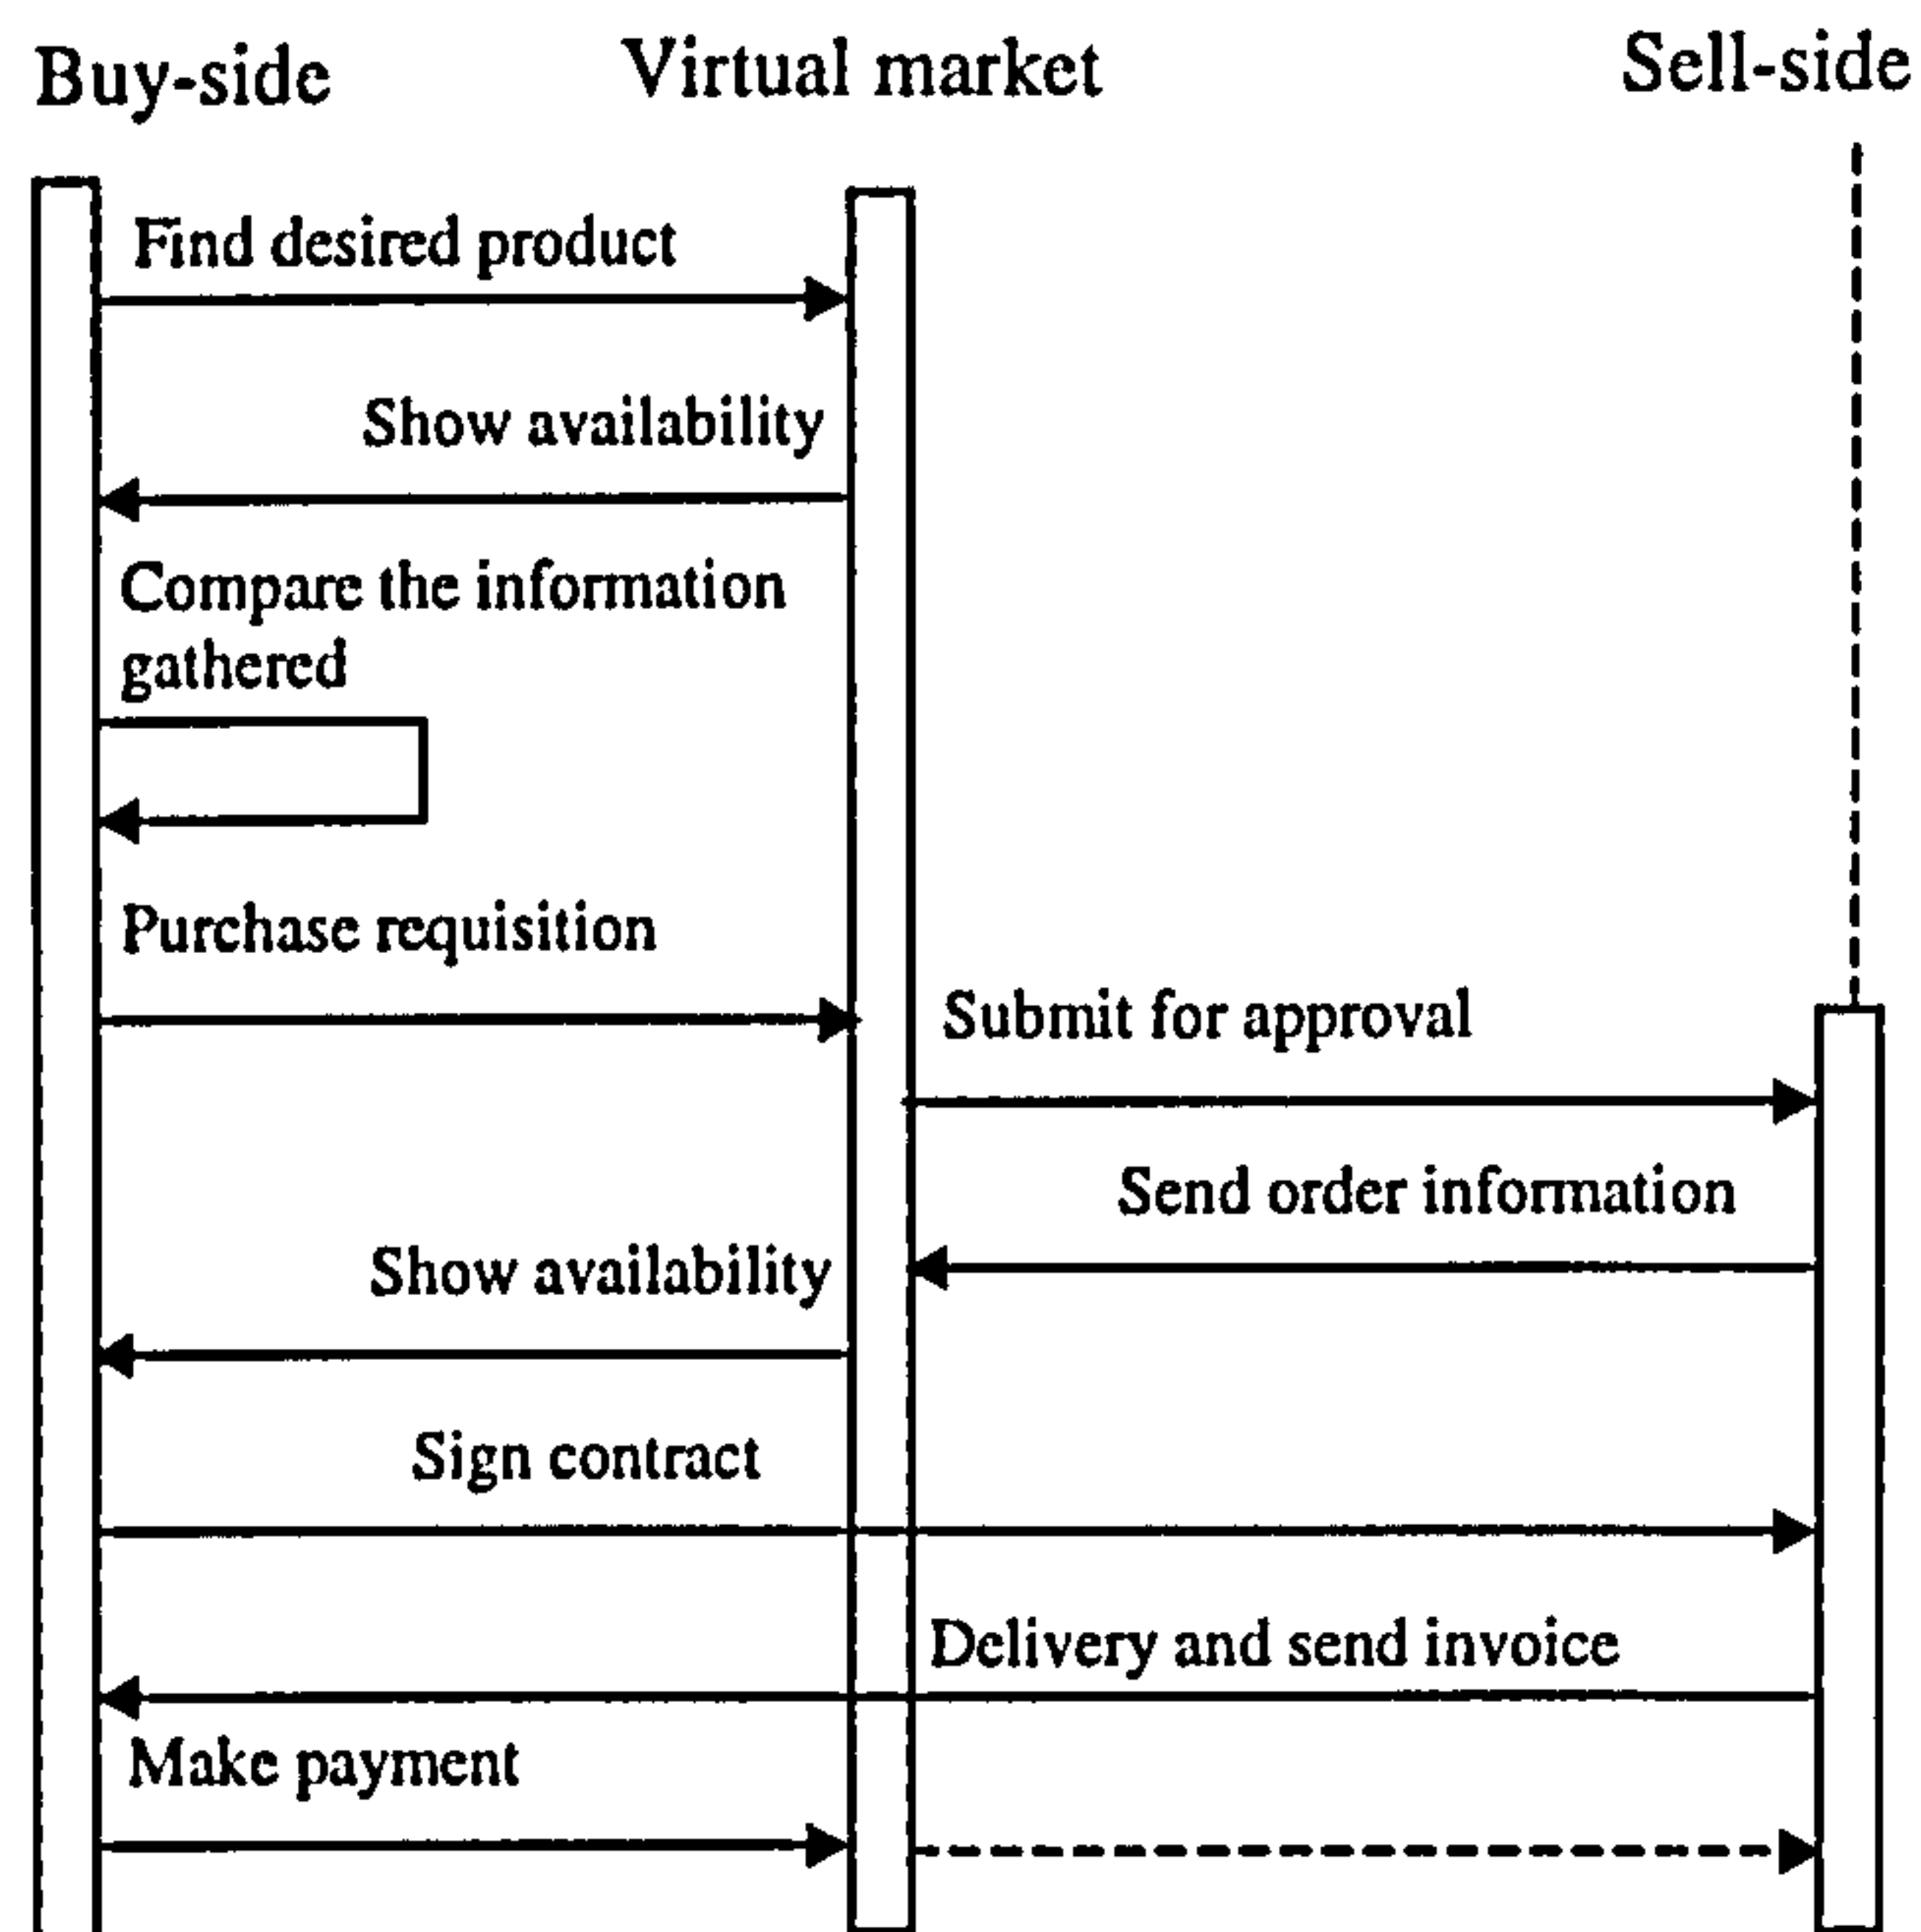 Buy-side
Virtual market
Sell-side
Find desired product
Show availability
Compare the information
gathered
Purchase requisition
Submit for approval
Send order information
Show availability
Sign contract
Delivery and send invoice
Make payment